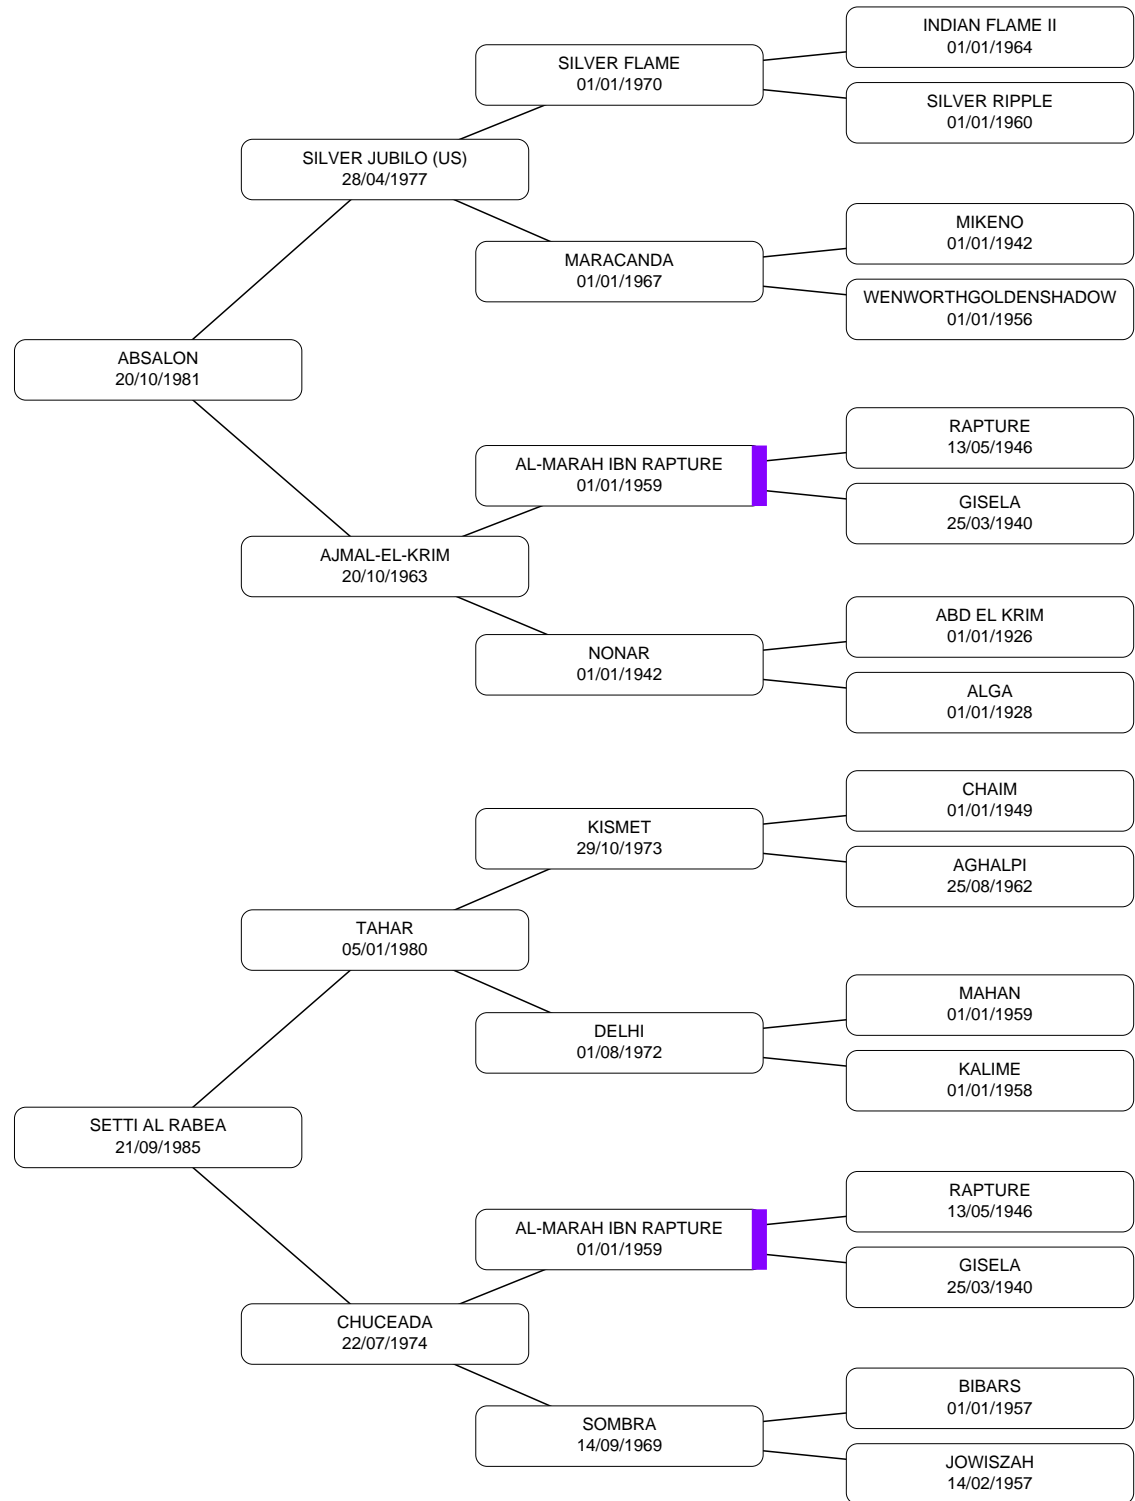 INDIAN FLAME II
01/01/1964
SILVER FLAME
01/01/1970
SILVER RIPPLE
01/01/1960
SILVER JUBILO (US)
28/04/1977
MIKENO
01/01/1942
MARACANDA
01/01/1967
WENWORTHGOLDENSHADOW
01/01/1956
ABSALON
20/10/1981
RAPTURE
13/05/1946
AL-MARAH IBN RAPTURE
01/01/1959
GISELA
25/03/1940
AJMAL-EL-KRIM
20/10/1963
ABD EL KRIM
01/01/1926
NONAR
01/01/1942
ALGA
01/01/1928
CHAIM
01/01/1949
KISMET
29/10/1973
AGHALPI
25/08/1962
TAHAR
05/01/1980
MAHAN
01/01/1959
DELHI
01/08/1972
KALIME
01/01/1958
SETTI AL RABEA
21/09/1985
RAPTURE
13/05/1946
AL-MARAH IBN RAPTURE
01/01/1959
GISELA
25/03/1940
CHUCEADA
22/07/1974
BIBARS
01/01/1957
SOMBRA
14/09/1969
JOWISZAH
14/02/1957